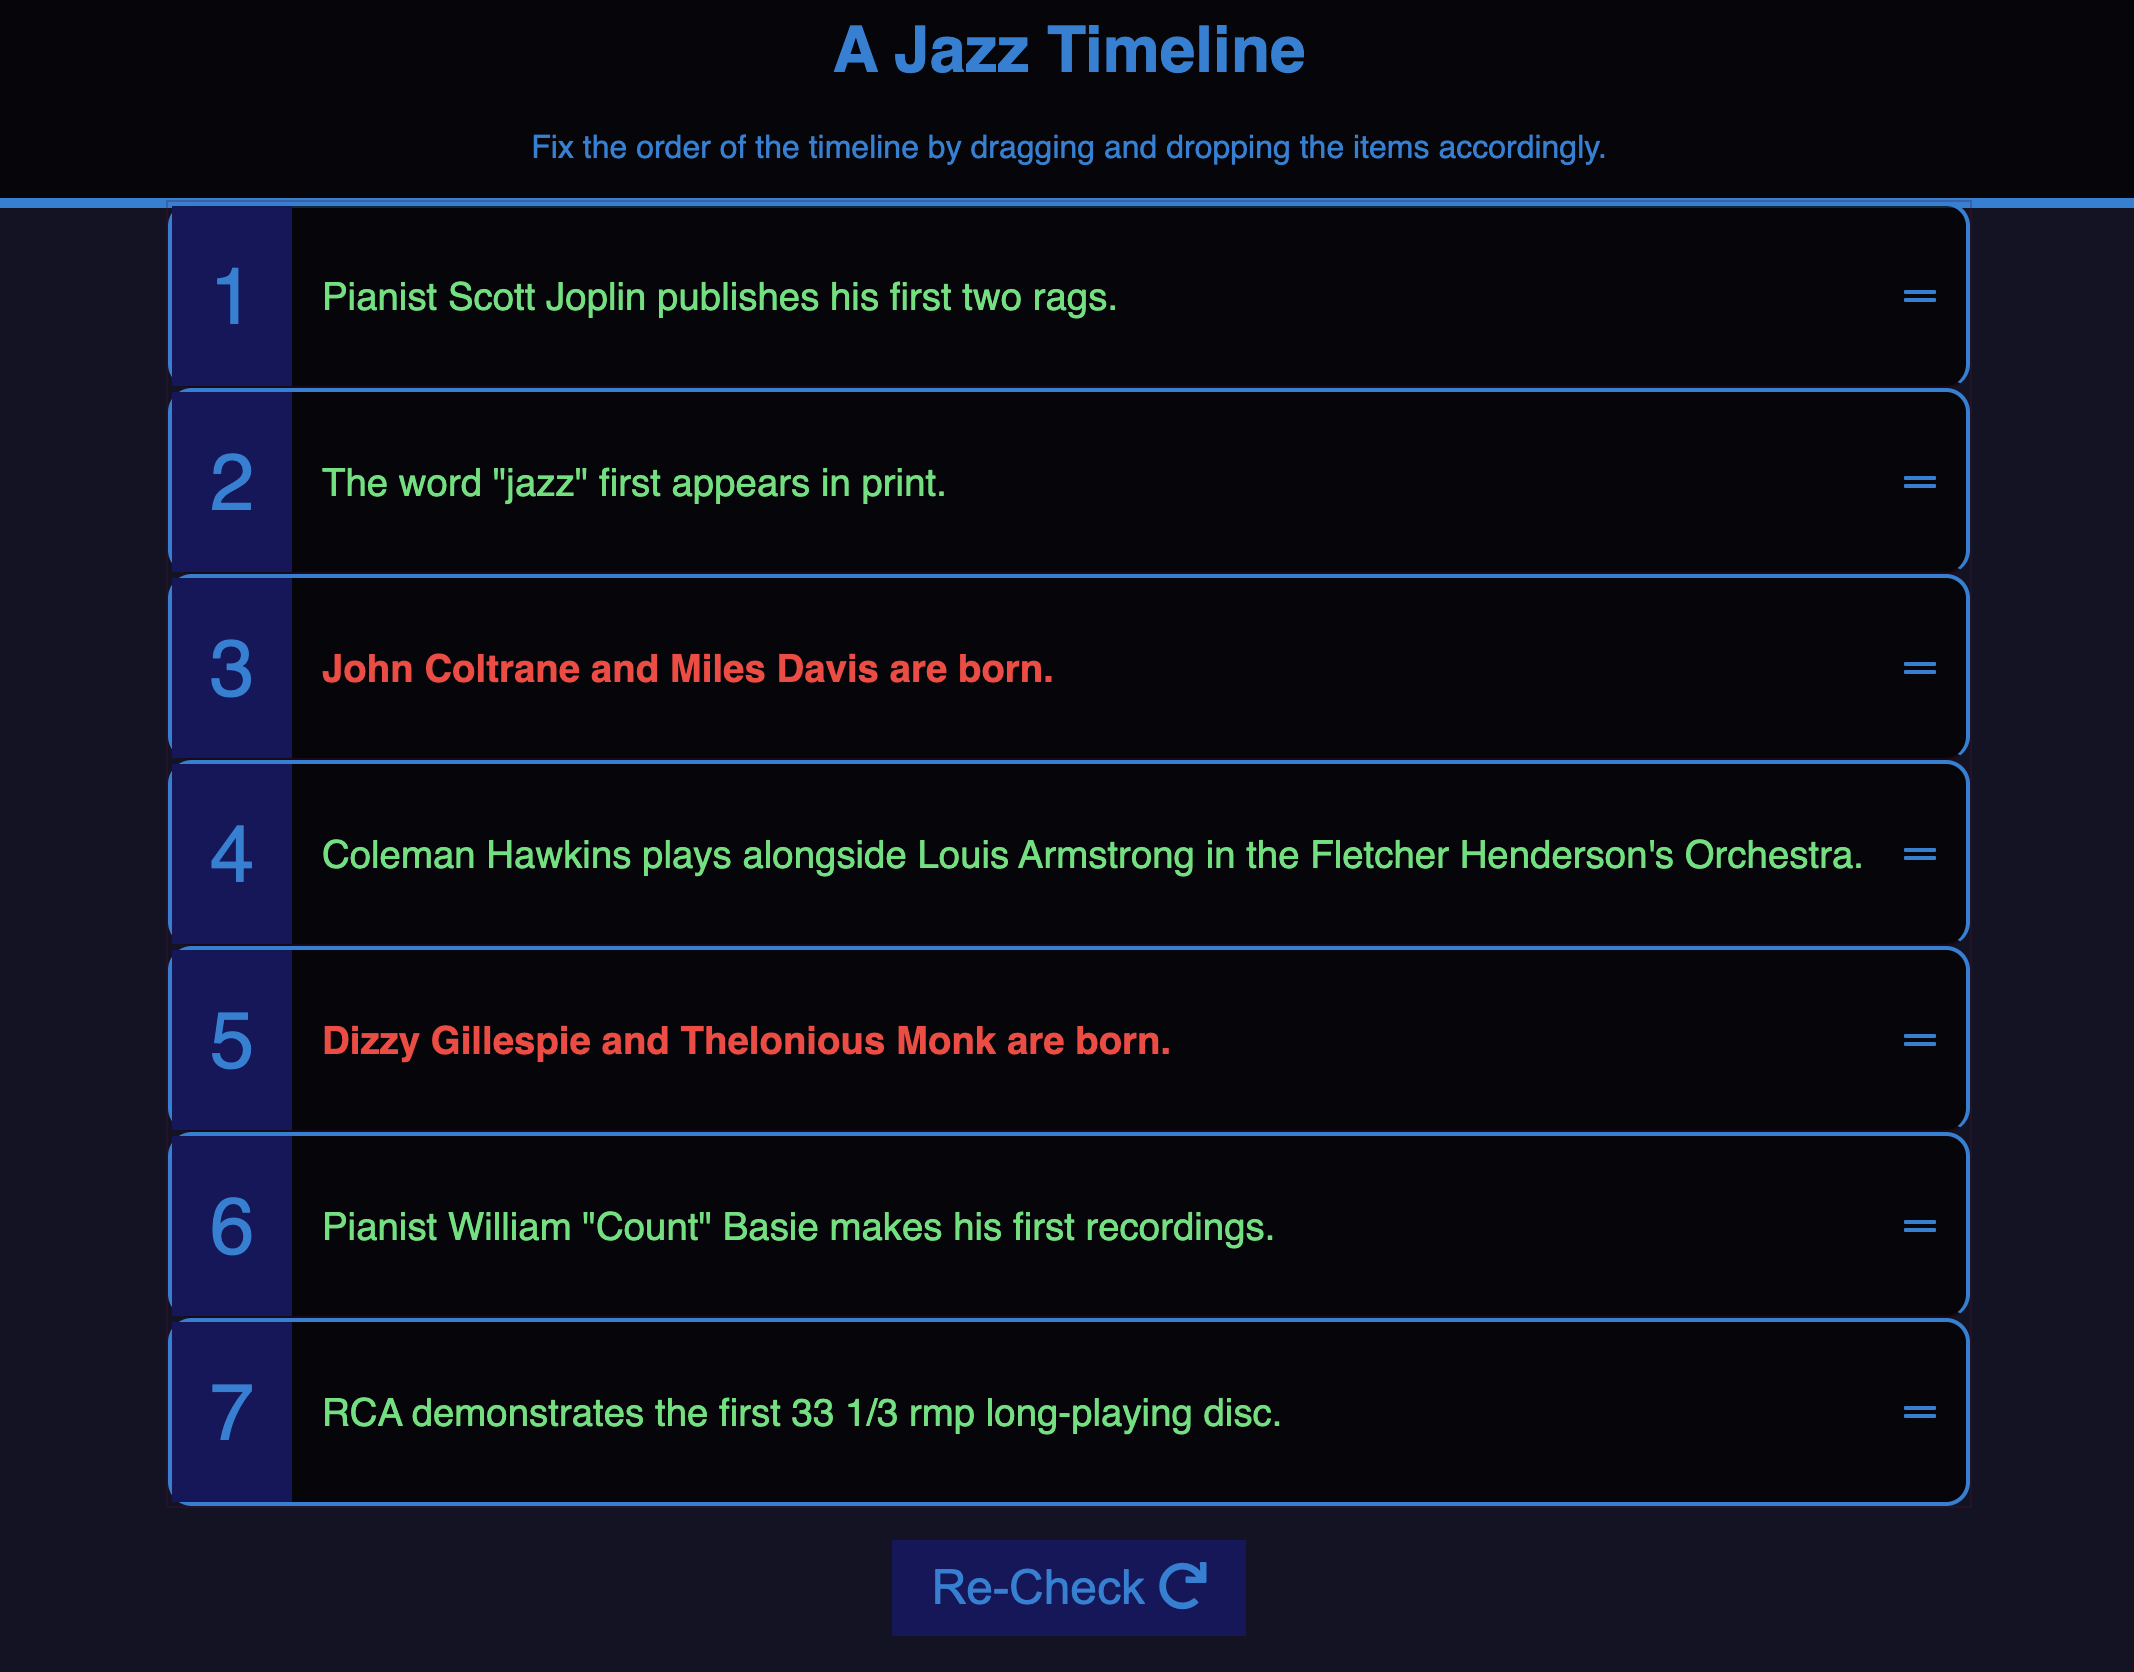 A Jazz Timeline
Fix the order of the timeline by dragging and dropping the items accordingly.
1 Pianist Scott Joplin publishes his first two rags.
2 The word "jazz" first appears in print.
3 John Coltrane and Miles Davis are born.
4 Coleman Hawkins plays alongside Louis Armstrong in the Fletcher Henderson's Orchestra.
5 Dizzy Gillespie and Thelonious Monk are born.
6 Pianist William "Count" Basie makes his first recordings.
7 RCA demonstrates the first 33 1/3 rmp long-playing disc.
Re-Check